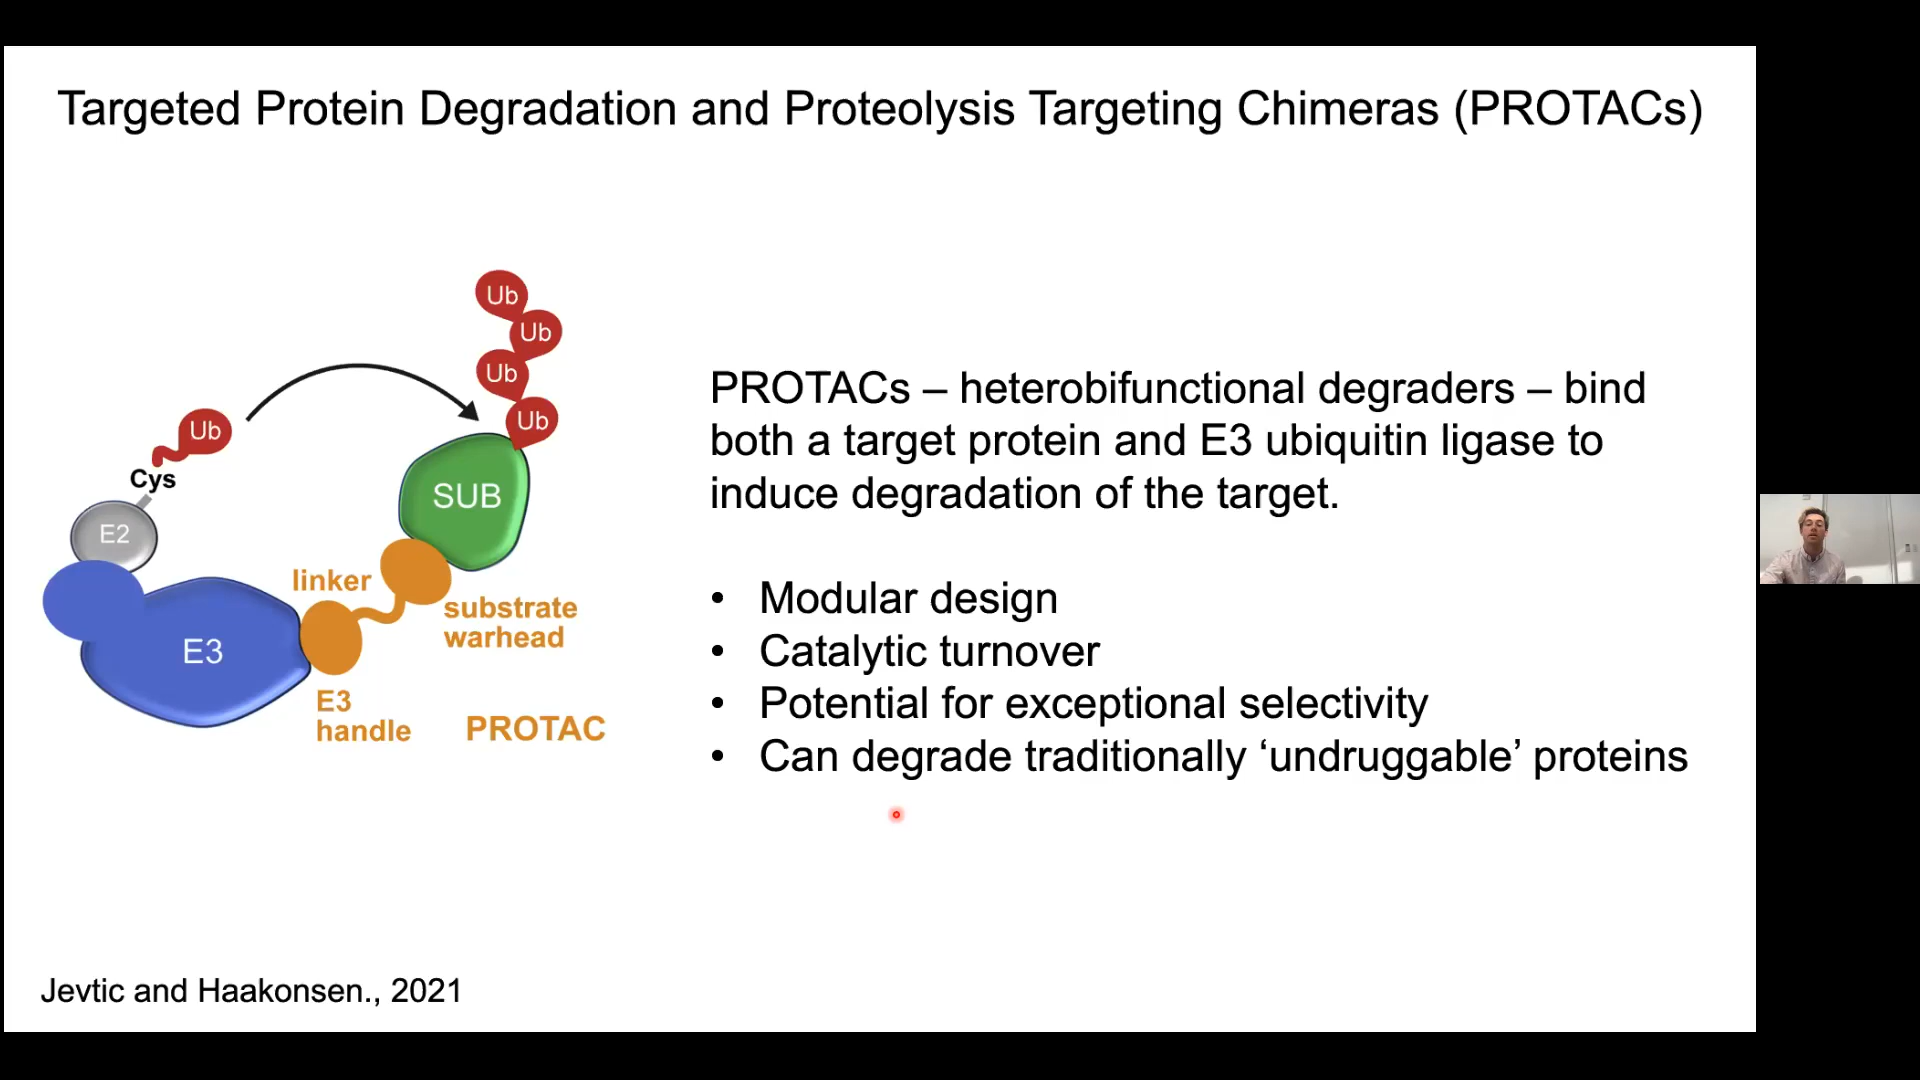 Targeted Protein Degradation and Proteolysis Targeting Chimeras (PROTACs)
Ub
Ub
Ub
Ub
Ub
Cys
E2
SUB
linker
substrate
warhead
E3
E3
handle
PROTAC
PROTACs – heterobifunctional degraders – bind
both a target protein and E3 ubiquitin ligase to
induce degradation of the target.
• Modular design
• Catalytic turnover
• Potential for exceptional selectivity
• Can degrade traditionally ‘undruggable’ proteins
Jevtic and Haakonsen., 2021